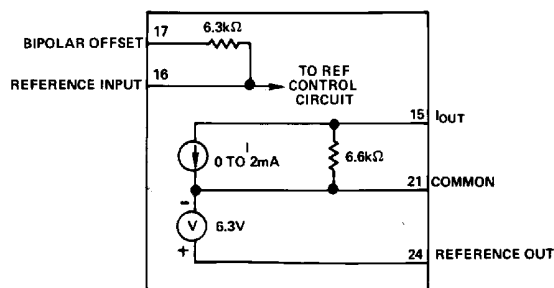 BIPOLAR OFFSET
17
6.3kΩ
REFERENCE INPUT
16
TO REF
CONTROL
CIRCUIT
15
IOUT
I
0 TO 2mA
6.6kΩ
21
COMMON
-
V
6.3V
+
24
REFERENCE OUT